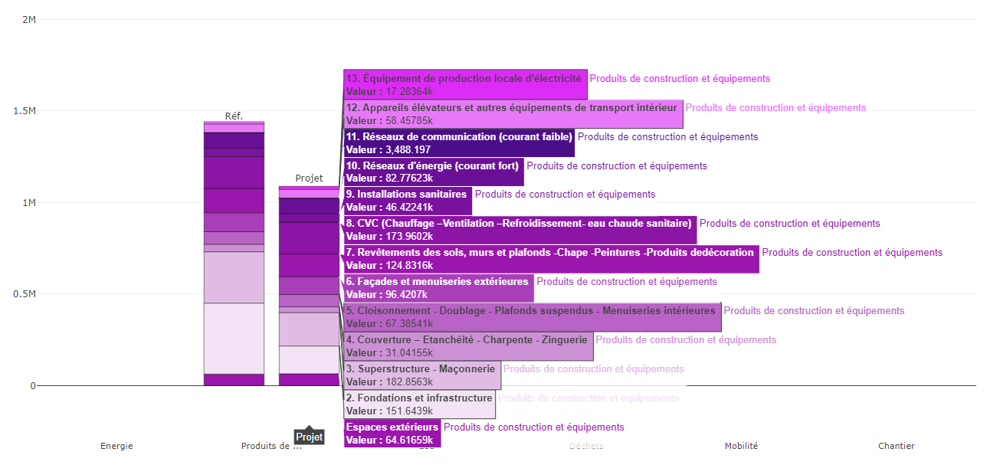 2M
13. Équipement de production locale d'électricité Produits de construction et équipements
Valeur : 17.28364k
12. Appareils élévateurs et autres équipements de transport intérieur Produits de construction et équipements
Valeur : 58.45785k
1.5M
Réf.
11. Réseaux de communication (courant faible) Produits de construction et équipements
Valeur : 3,488.197
10. Réseaux d'énergie (courant fort) Produits de construction et équipements
Valeur : 82.77623k
Projet
9. Installations sanitaires Produits de construction et équipements
Valeur : 46.42241k
1M
8. CVC (Chauffage –Ventilation –Refroidissement- eau chaude sanitaire) Produits de construction et équipements
Valeur : 173.9602k
7. Revêtements des sols, murs et plafonds -Chape -Peintures -Produits dedécoration Produits de construction et équipements
Valeur : 124.8316k
6. Façades et menuiseries extérieures Produits de construction et équipements
Valeur : 96.4207k
0.5M
5. Cloisonnement - Doublage - Plafonds suspendus - Menuiseries intérieures Produits de construction et équipements
Valeur : 67.38541k
4. Couverture – Etanchéité - Charpente - Zinguerie Produits de construction et équipements
Valeur : 31.04155k
3. Superstructure - Maçonnerie Produits de construction et équipements
Valeur : 182.8563k
0
2. Fondations et infrastructure Produits de construction et équipements
Valeur : 151.6439k
Espaces extérieurs Produits de construction et équipements
Valeur : 64.61659k
Projet
Energie Produits de ... Déchets Mobilité Chantier